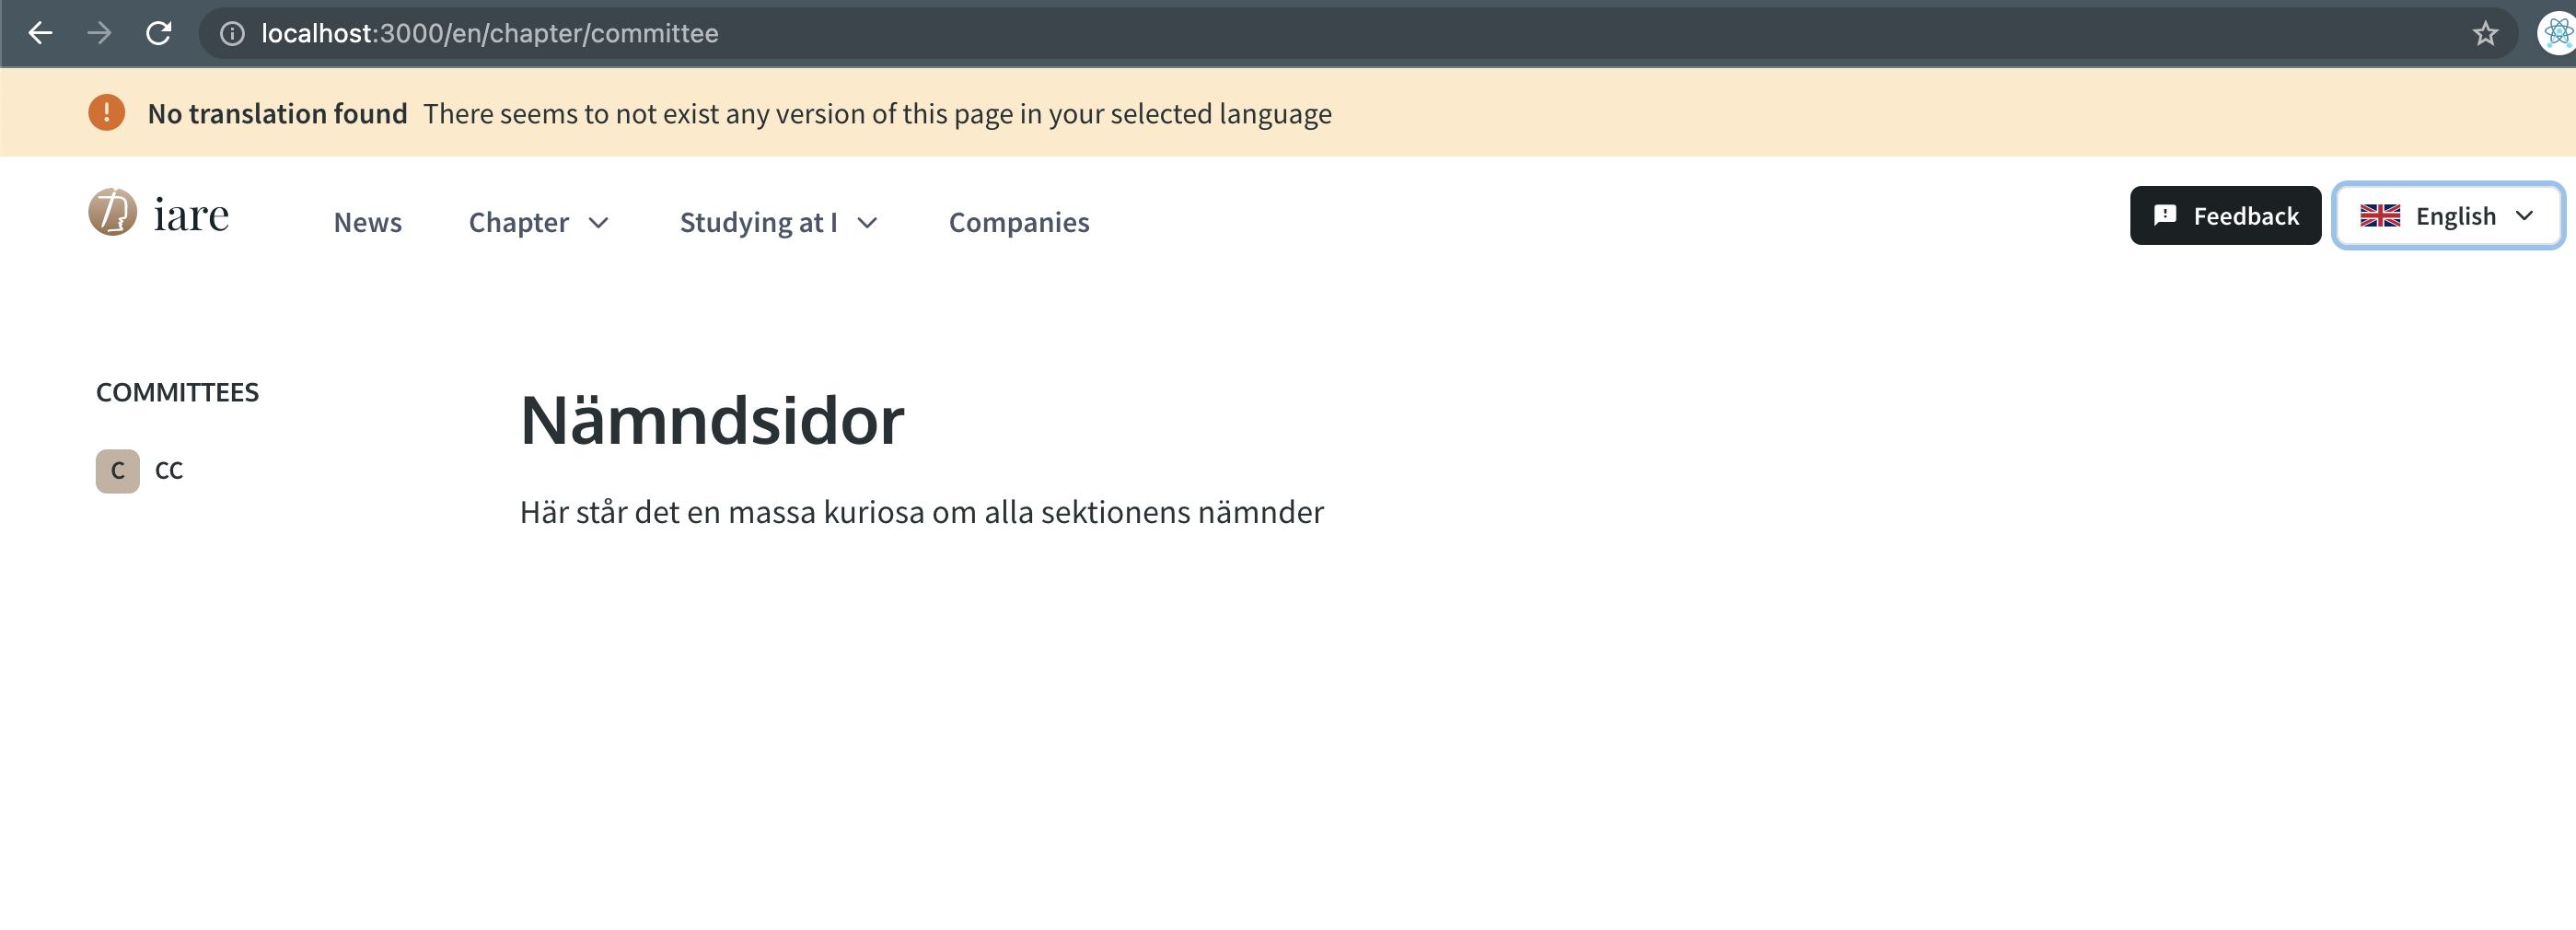 localhost:3000/en/chapter/committee
! No translation found There seems to not exist any version of this page in your selected language
iare News Chapter Studying at I Companies Feedback English
COMMITTEES
Nämndsidor
C CC
Här står det en massa kuriosa om alla sektionens nämnder